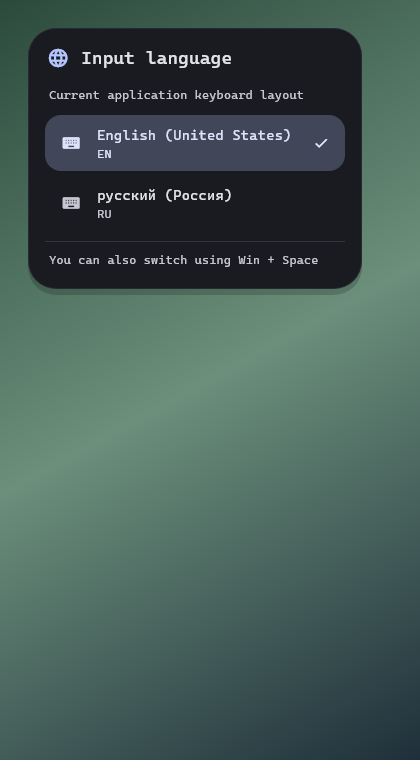 Input language
Current application keyboard layout
English (United States)
EN
русский (Россия)
RU
You can also switch using Win + Space